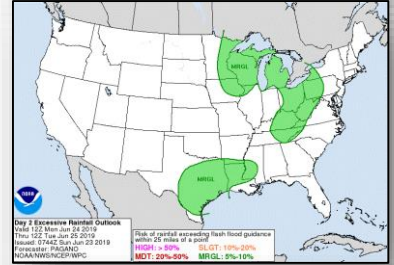 MRGL
MRGL
NOAA
Day 2 Excessive Rainfall Outlook
Valid 12Z Mon Jun 24 2019
Thru 12Z Tue Jun 25 2019
Issued: 0744Z Sun Jun 23 2019
Forecaster: PAGANO
NOAA/NWS/NCEP/WPC
Risk of rainfall exceeding flash flood guidance
within 25 miles of a point
HIGH: > 50% SLGT: 10%-20%
MDT: 20%-50% MRGL: 5%-10%